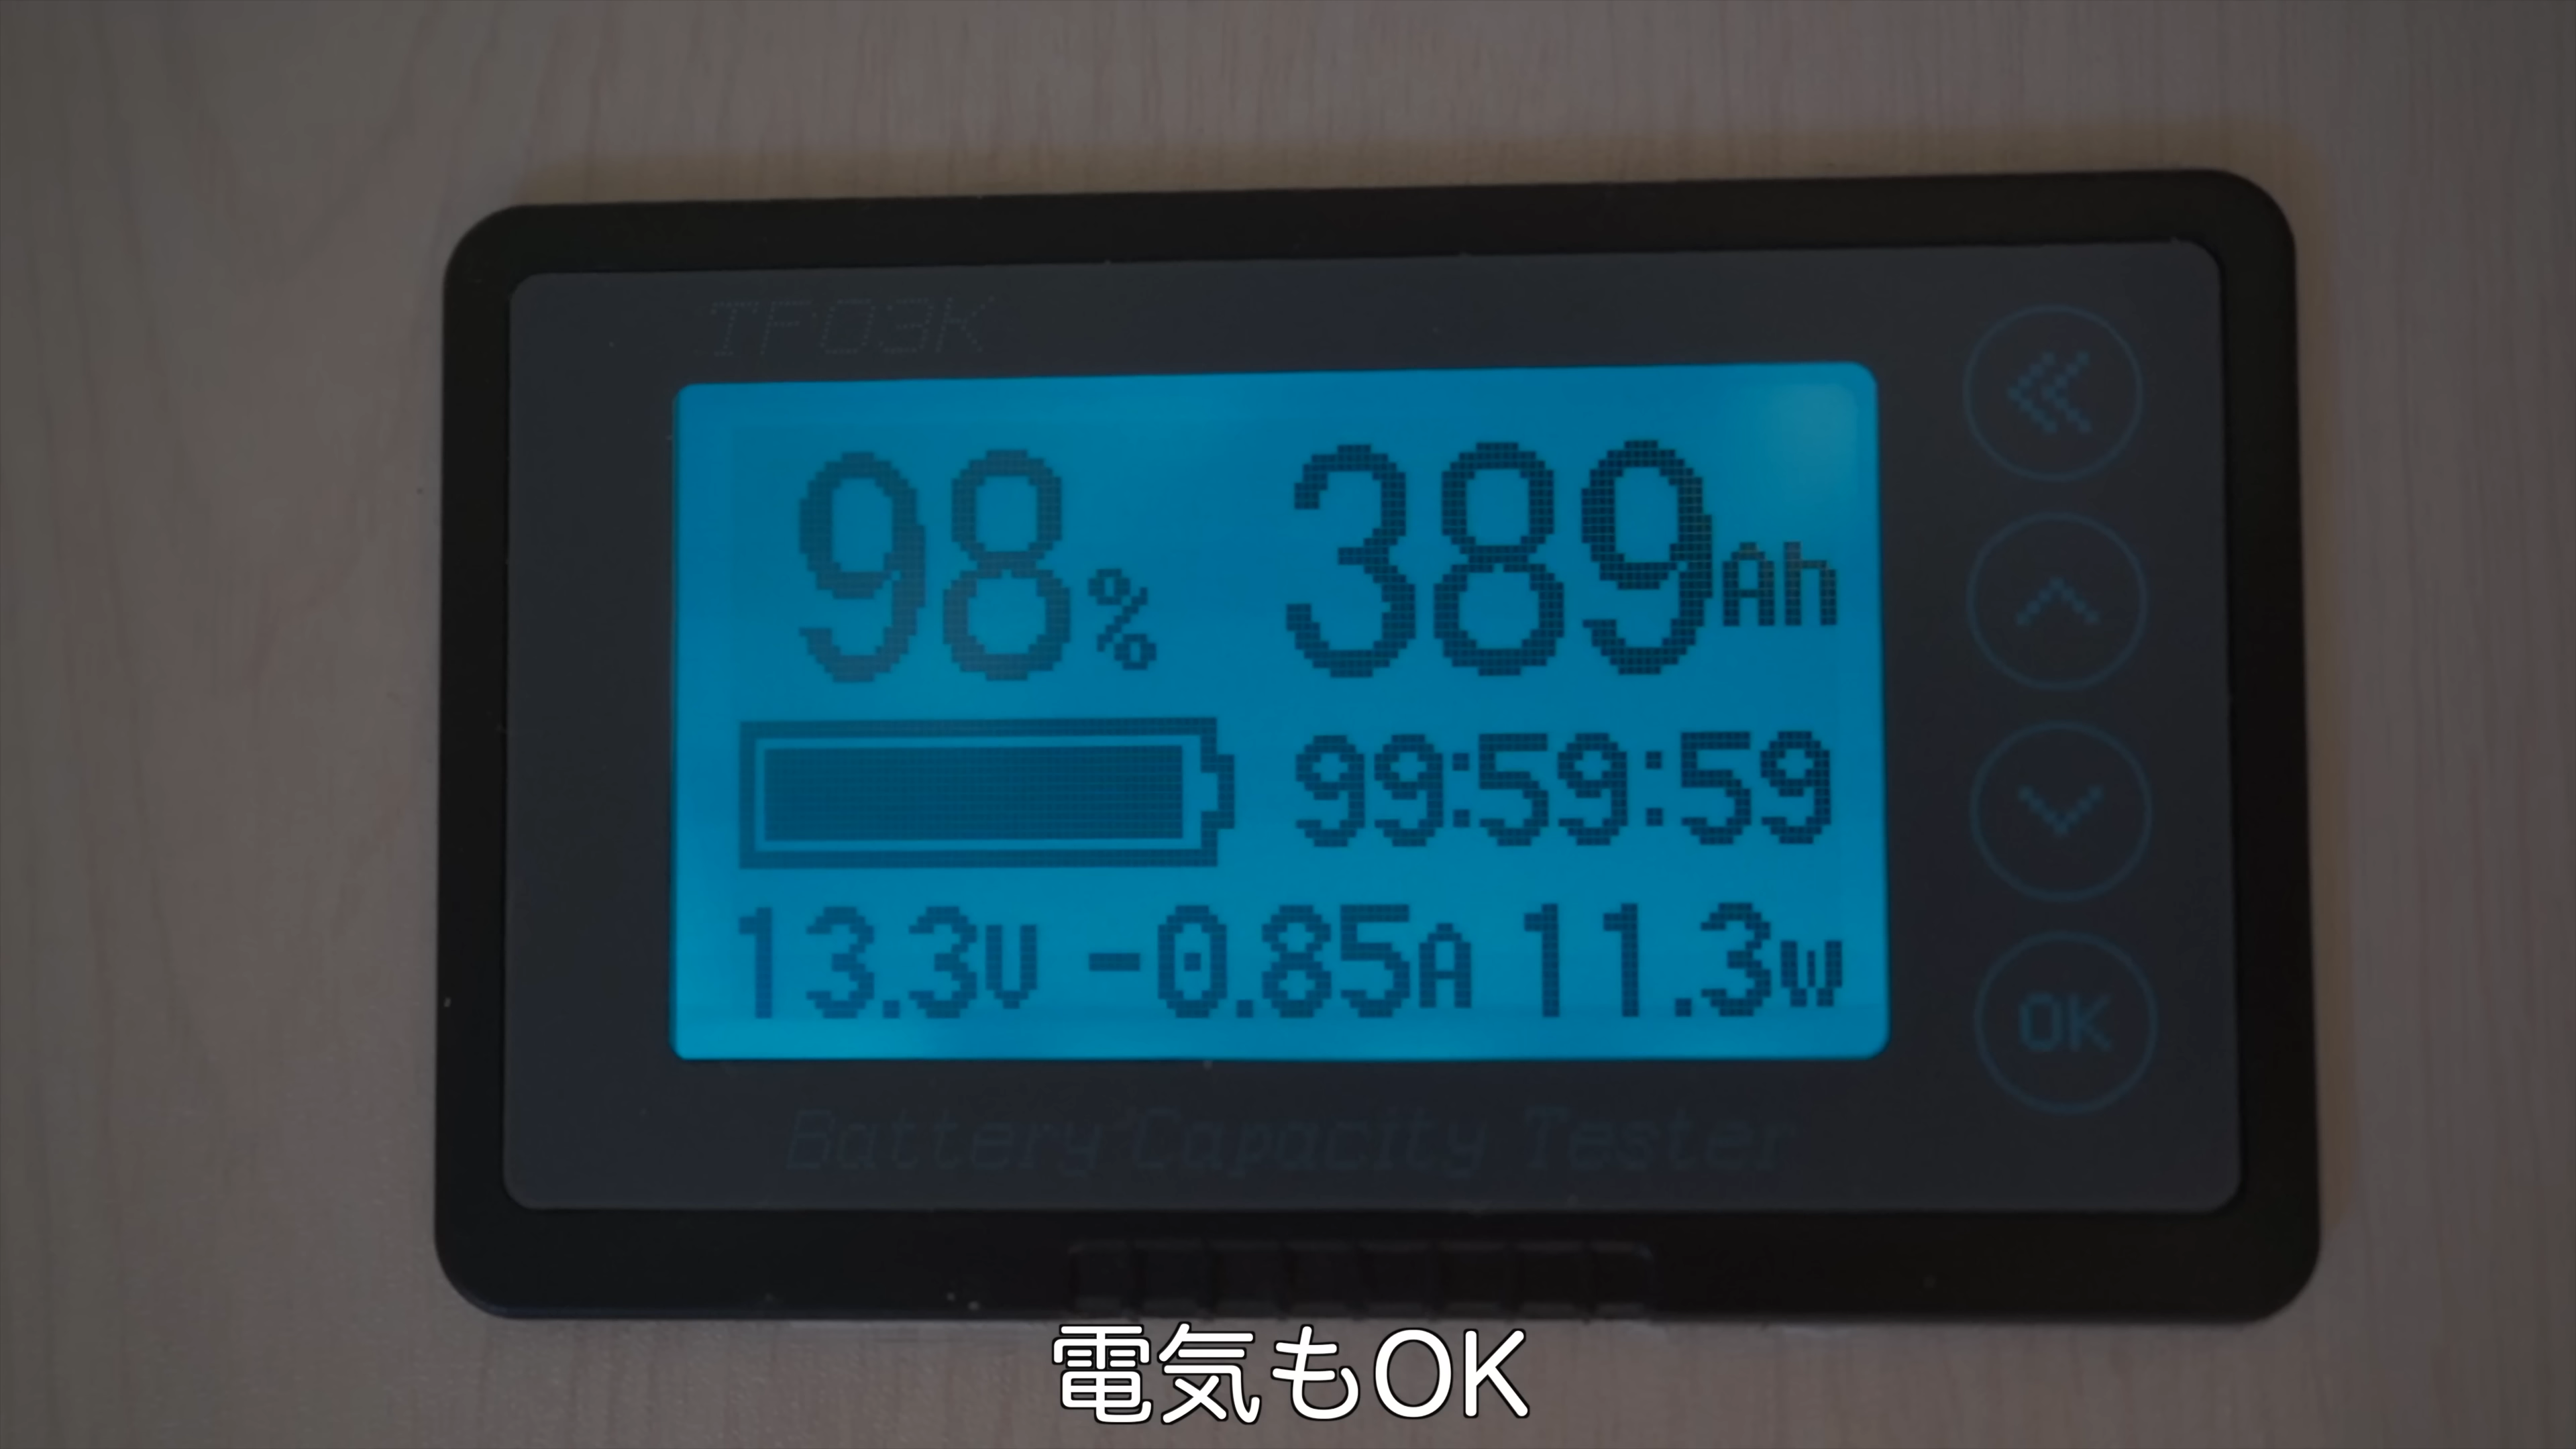 TF03K
98% 389Ah
99:59:59
13.3V -0.85A 11.3W
OK
Battery Capacity Tester
電気もOK